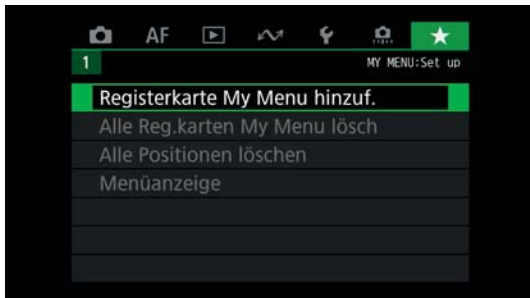 AF
1
MY MENU:Set up
Registerkarte My Menu hinzuf.
Alle Reg.karten My Menu lösch
Alle Positionen löschen
Menüanzeige